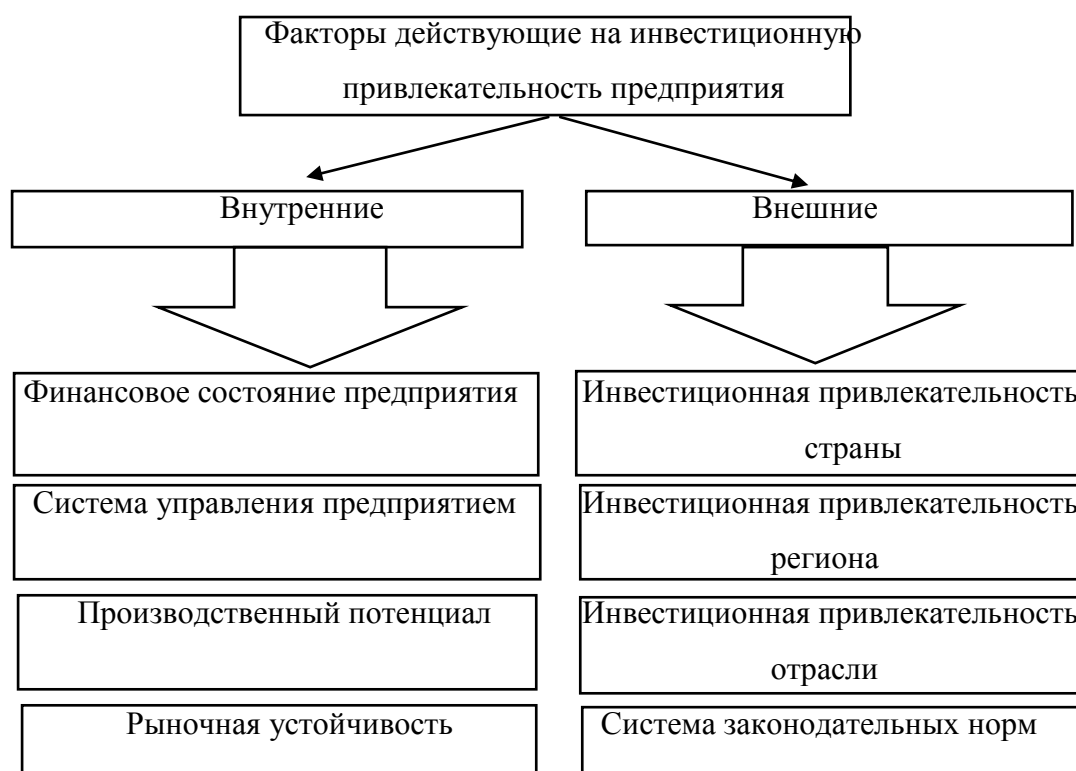 Факторы действующие на инвестиционную
привлекательность предприятия
Внутренние
Внешние
Финансовое состояние предприятия
Инвестиционная привлекательность
страны
Система управления предприятием
Инвестиционная привлекательность
региона
Производственный потенциал
Инвестиционная привлекательность
отрасли
Рыночная устойчивость
Система законодательных норм